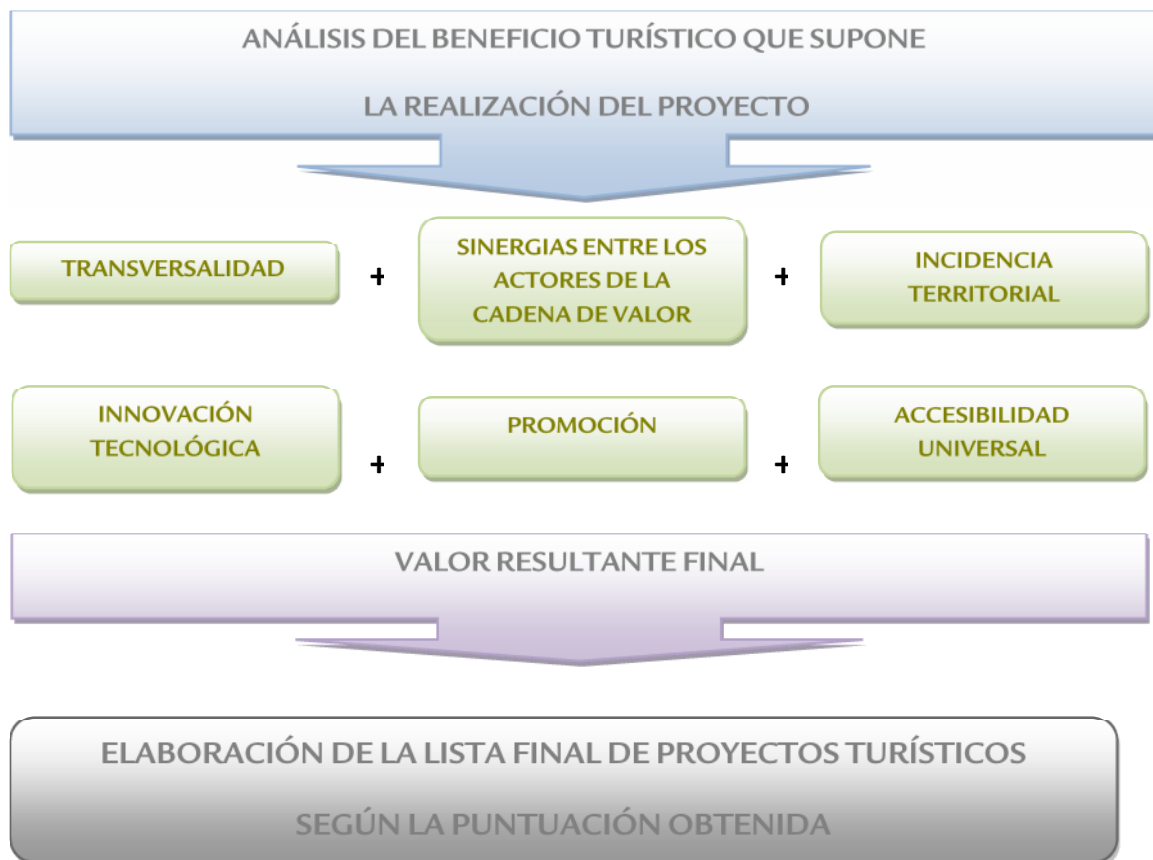 ANÁLISIS DEL BENEFICIO TURÍSTICO QUE SUPONE
LA REALIZACIÓN DEL PROYECTO
TRANSVERSALIDAD
+
SINERGIAS ENTRE LOS
ACTORES DE LA
CADENA DE VALOR
+
INCIDENCIA
TERRITORIAL
INNOVACIÓN
TECNOLÓGICA
+
PROMOCIÓN
+
ACCESIBILIDAD
UNIVERSAL
VALOR RESULTANTE FINAL
ELABORACIÓN DE LA LISTA FINAL DE PROYECTOS TURÍSTICOS
SEGÚN LA PUNTUACIÓN OBTENIDA